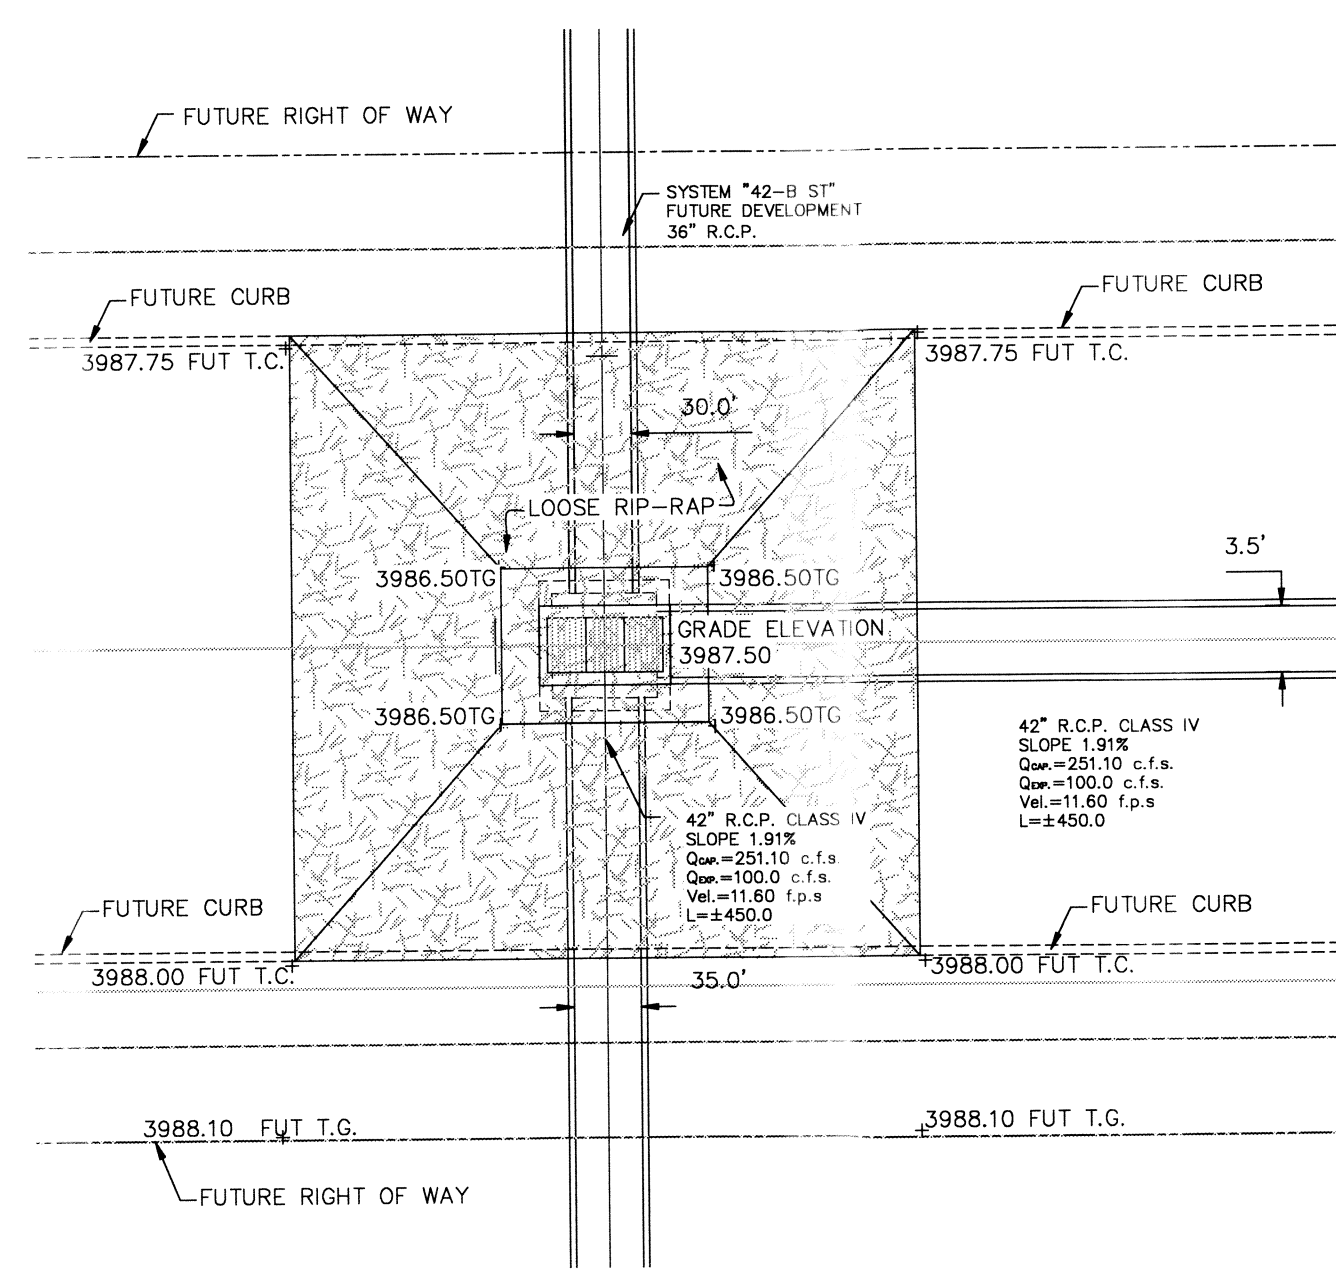 FUTURE RIGHT OF WAY
SYSTEM "42-B ST"
FUTURE DEVELOPMENT
36" R.C.P.
FUTURE CURB
FUTURE CURB
3987.75 FUT T.C.
3987.75 FUT T.C.
30.0'
LOOSE RIP-RAP
3.5'
3986.50TG
3986.50TG
GRADE ELEVATION
3987.50
3986.50TG
3986.50TG
42" R.C.P. CLASS IV
SLOPE 1.91%
QCAP.=251.10 c.f.s.
QEXP.=100.0 c.f.s.
Vel.=11.60 f.p.s
L=±450.0
42" R.C.P. CLASS IV
SLOPE 1.91%
QCAP.=251.10 c.f.s.
QEXP.=100.0 c.f.s.
Vel.=11.60 f.p.s
L=±450.0
FUTURE CURB
FUTURE CURB
3988.00 FUT T.C.
3988.00 FUT T.C.
35.0'
3988.10 FUT T.G.
3988.10 FUT T.G.
FUTURE RIGHT OF WAY